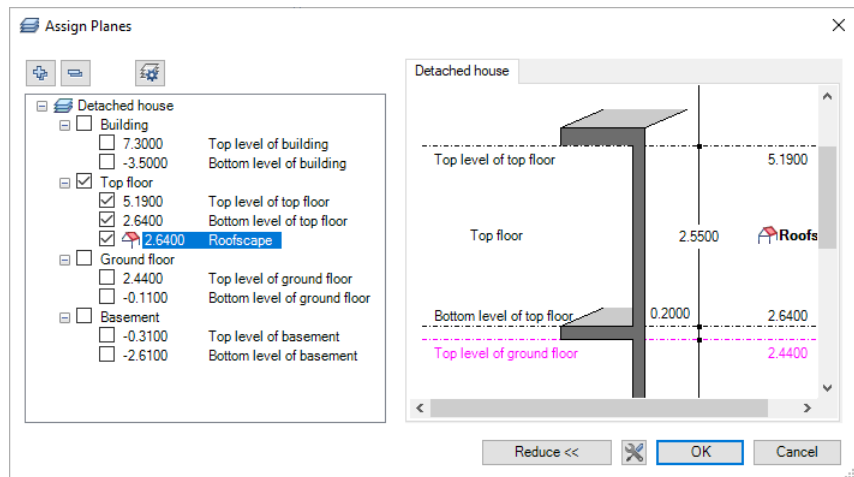 Assign Planes
Detached house
Building
7.3000 Top level of building
-3.5000 Bottom level of building
Top floor
5.1900 Top level of top floor
2.6400 Bottom level of top floor
2.6400 Roofscape
Ground floor
2.4400 Top level of ground floor
-0.1100 Bottom level of ground floor
Basement
-0.3100 Top level of basement
-2.6100 Bottom level of basement
Detached house
Top level of top floor 5.1900
Top floor 2.5500 Roofs
Bottom level of top floor 0.2000 2.6400
Top level of ground floor 2.4400
Reduce << OK Cancel